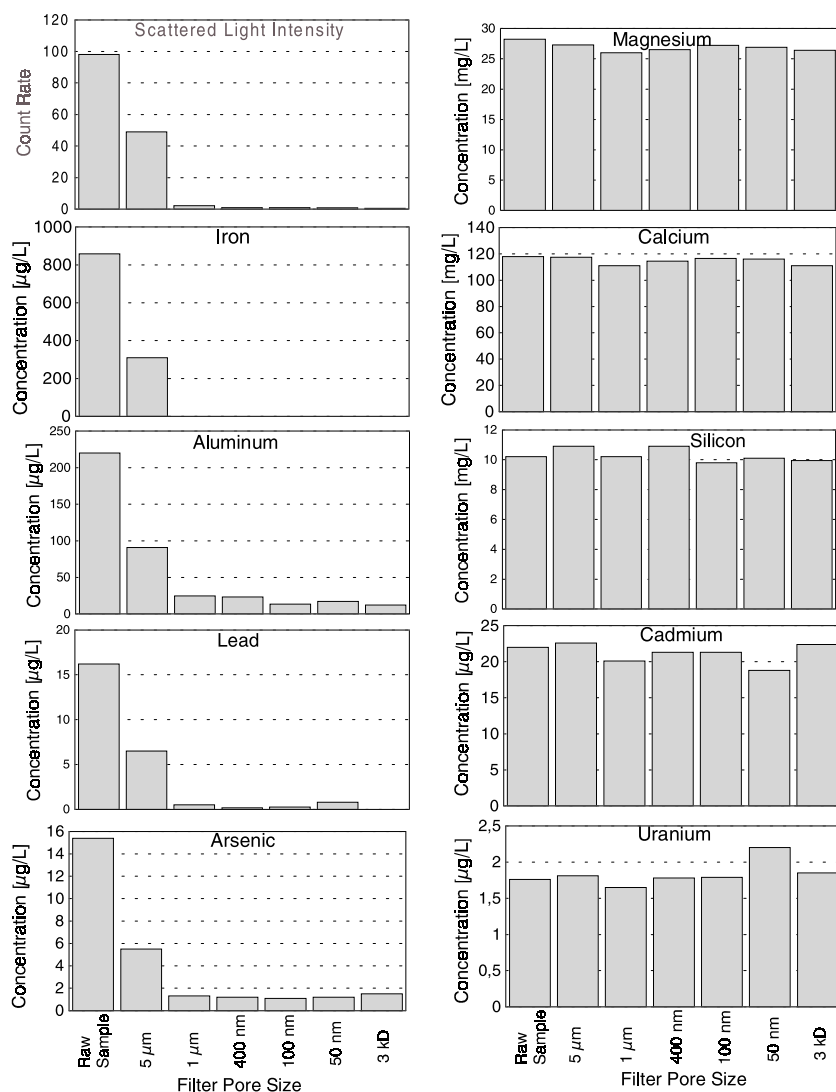 Scattered Light Intensity
Count Rate
120
100
80
60
40
20
0
Iron
Concentration [µg/L]
1000
800
600
400
200
0
Aluminum
Concentration [µg/L]
250
200
150
100
50
0
Lead
Concentration [µg/L]
20
15
10
5
0
Arsenic
Concentration [µg/L]
16
14
12
10
8
6
4
2
0
Raw Sample
5 µm
1 µm
400 nm
100 nm
50 nm
3 kD
Filter Pore Size
Magnesium
Concentration [mg/L]
30
25
20
15
10
5
0
Calcium
Concentration [mg/L]
140
120
100
80
60
40
20
0
Silicon
Concentration [mg/L]
12
10
8
6
4
2
0
Cadmium
Concentration [µg/L]
25
20
15
10
5
0
Uranium
Concentration [µg/L]
2,5
2
1,5
1
0,5
0
Raw Sample
5 µm
1 µm
400 nm
100 nm
50 nm
3 kD
Filter Pore Size